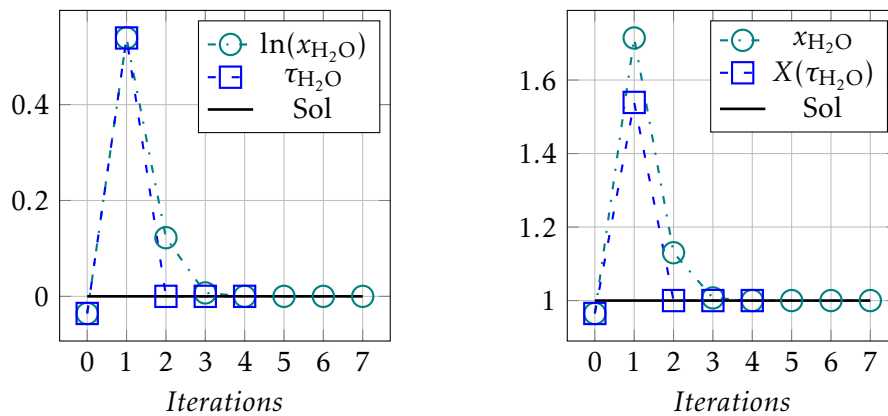 ln(x_H₂O)
τ_H₂O
Sol
0.4
0.2
0
0 1 2 3 4 5 6 7
Iterations
x_H₂O
X(τ_H₂O)
Sol
1.6
1.4
1.2
1
0 1 2 3 4 5 6 7
Iterations